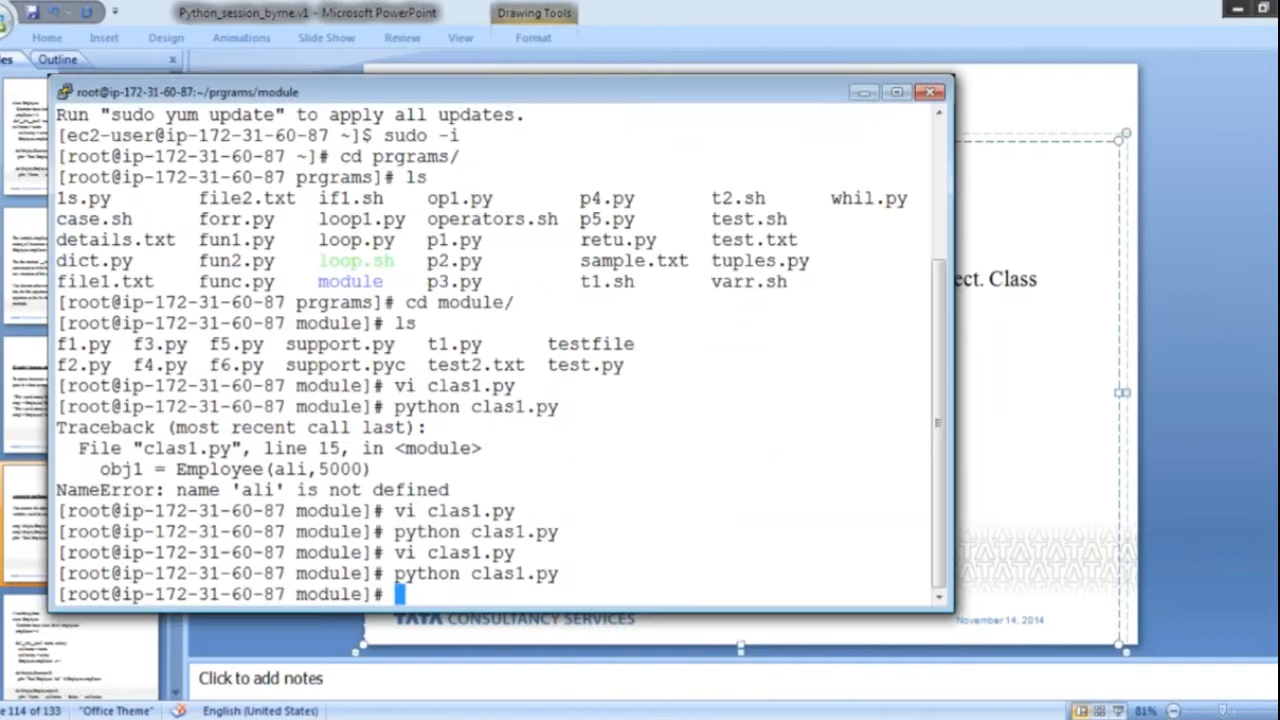 Python_session_byme.v1 - Microsoft PowerPoint
Drawing Tools
Home Insert Design Animations Slide Show Review View Format
Outline
root@ip-172-31-60-87:~/prgrams/module
Run "sudo yum update" to apply all updates.
[ec2-user@ip-172-31-60-87 ~]$ sudo -i
[root@ip-172-31-60-87 ~]# cd prgrams/
[root@ip-172-31-60-87 prgrams]# ls
1s.py file2.txt if1.sh op1.py p4.py t2.sh whil.py
case.sh forr.py loop1.py operators.sh p5.py test.sh
details.txt fun1.py loop.py p1.py retu.py test.txt
dict.py fun2.py loop.sh p2.py sample.txt tuples.py
file1.txt func.py module p3.py t1.sh varr.sh
[root@ip-172-31-60-87 prgrams]# cd module/
[root@ip-172-31-60-87 module]# ls
f1.py f3.py f5.py support.py t1.py testfile
f2.py f4.py f6.py support.pyc test2.txt test.py
[root@ip-172-31-60-87 module]# vi clas1.py
[root@ip-172-31-60-87 module]# python clas1.py
Traceback (most recent call last):
File "clas1.py", line 15, in <module>
obj1 = Employee(ali,5000)
NameError: name 'ali' is not defined
[root@ip-172-31-60-87 module]# vi clas1.py
[root@ip-172-31-60-87 module]# python clas1.py
[root@ip-172-31-60-87 module]# vi clas1.py
[root@ip-172-31-60-87 module]# python clas1.py
[root@ip-172-31-60-87 module]#
ect. Class
TATA CONSULTANCY SERVICES
November 14, 2014
Click to add notes
e 114 of 133 "Office Theme" English (United States) 81%